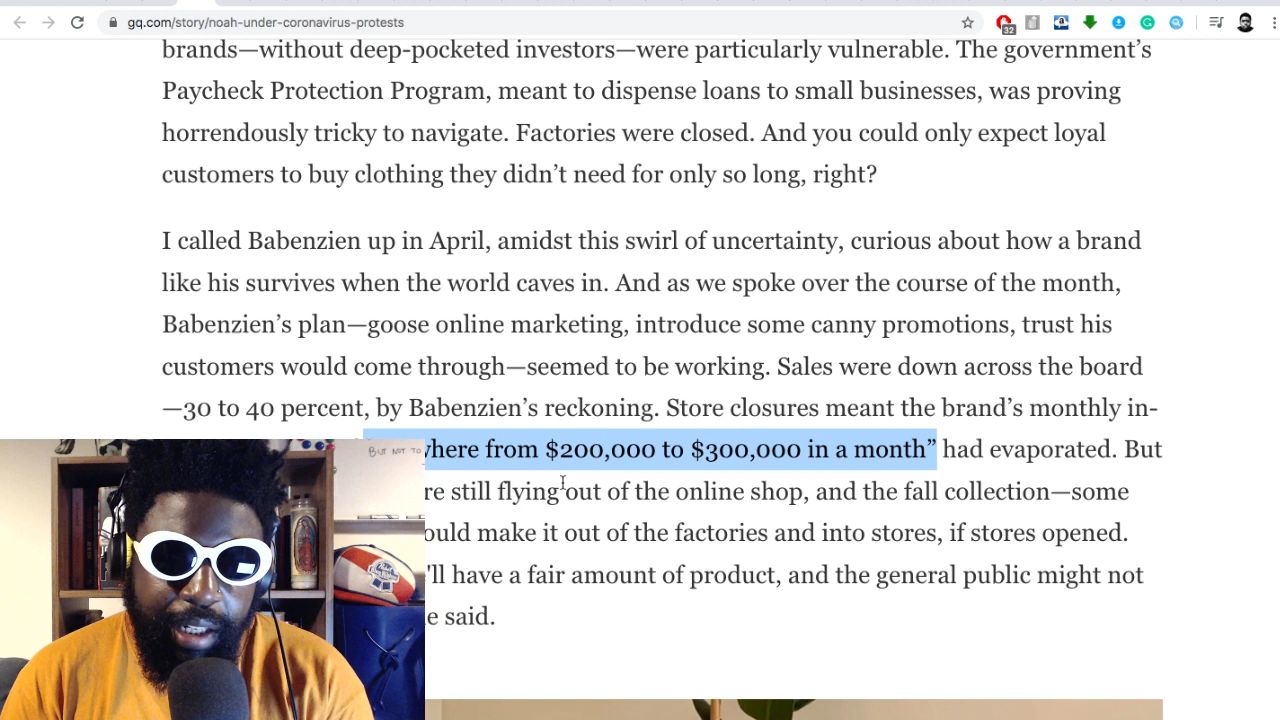 gq.com/story/noah-under-coronavirus-protests
32
brands—without deep-pocketed investors—were particularly vulnerable. The government’s
Paycheck Protection Program, meant to dispense loans to small businesses, was proving
horrendously tricky to navigate. Factories were closed. And you could only expect loyal
customers to buy clothing they didn’t need for only so long, right?
I called Babenzien up in April, amidst this swirl of uncertainty, curious about how a brand
like his survives when the world caves in. And as we spoke over the course of the month,
Babenzien’s plan—goose online marketing, introduce some canny promotions, trust his
customers would come through—seemed to be working. Sales were down across the board
—30 to 40 percent, by Babenzien’s reckoning. Store closures meant the brand’s monthly in-
where from $200,000 to $300,000 in a month” had evaporated. But
re still flying out of the online shop, and the fall collection—some
ould make it out of the factories and into stores, if stores opened.
'll have a fair amount of product, and the general public might not
e said.
BUT NOT TO